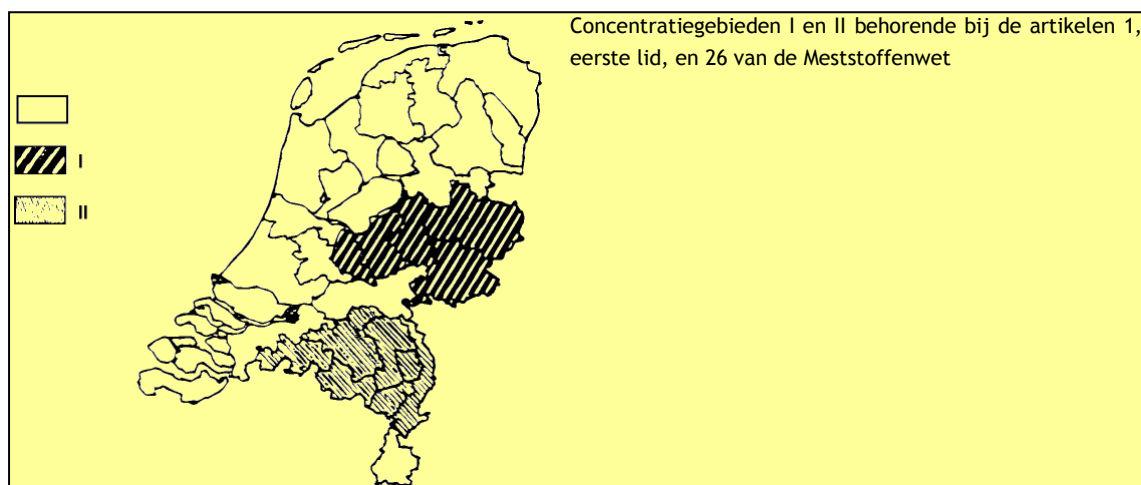 Concentratiegebieden I en II behorende bij de artikelen 1,
eerste lid, en 26 van de Meststoffenwet
I
II